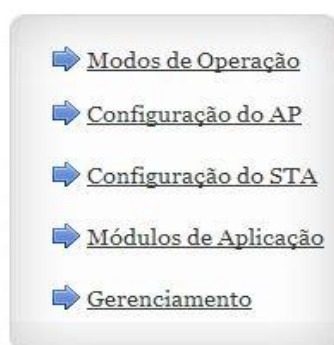 Modos de Operação
Configuração do AP
Configuração do STA
Módulos de Aplicação
Gerenciamento